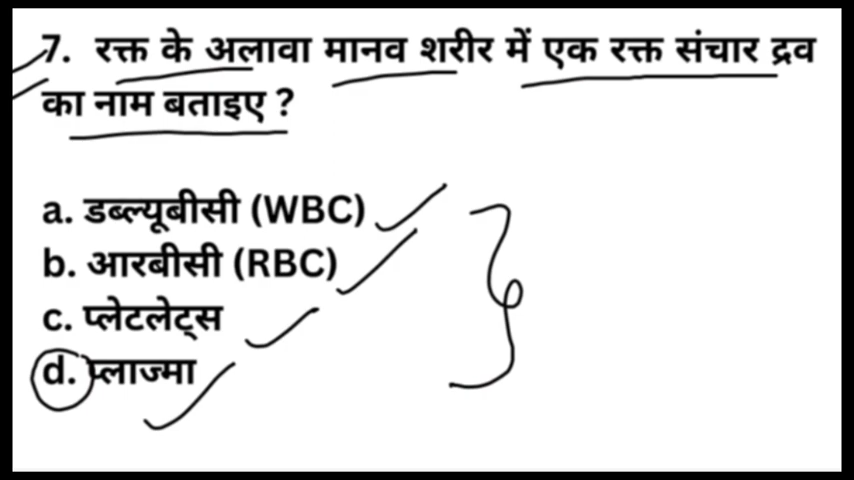 7. रक्त के अलावा मानव शरीर में एक रक्त संचार द्रव
का नाम बताइए ?
a. डब्ल्यूबीसी (WBC)
b. आरबीसी (RBC)
c. प्लेटलेट्स
d. प्लाज्मा